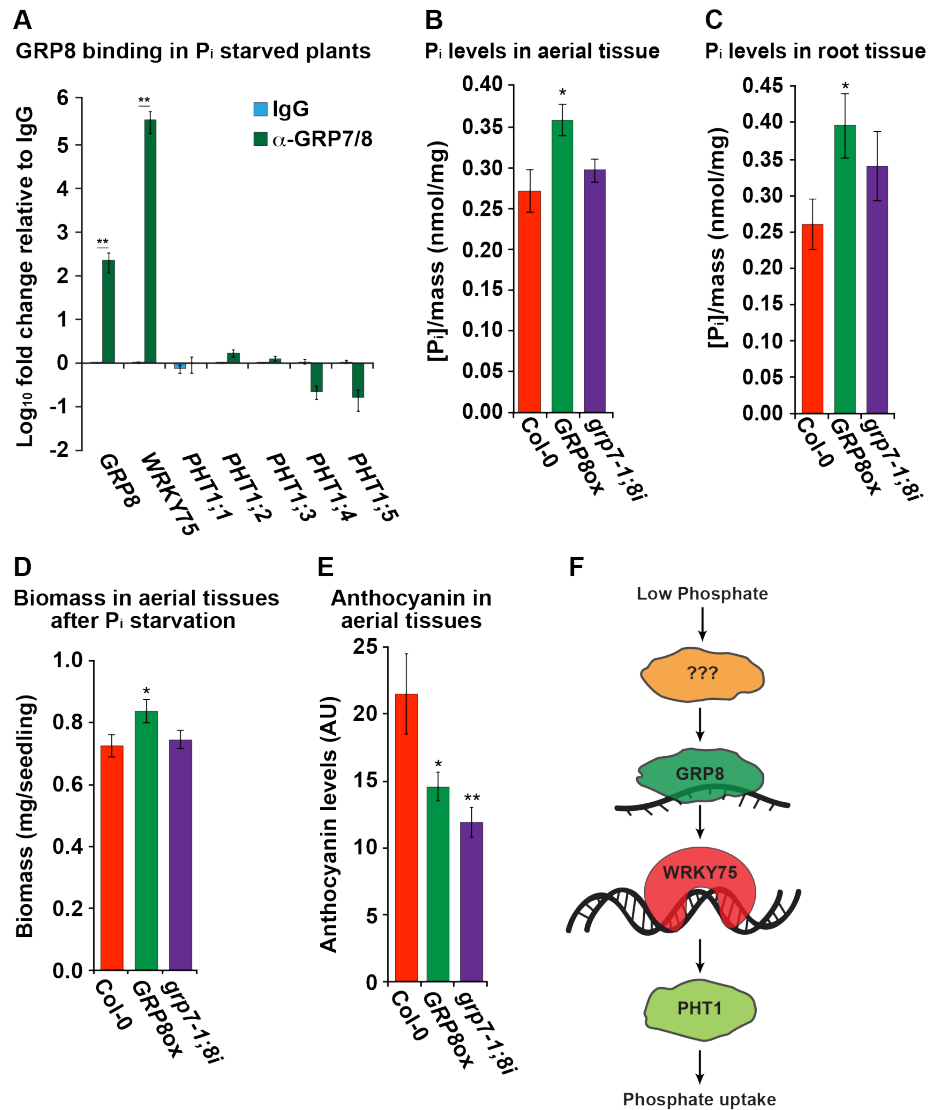 A
GRP8 binding in Pi starved plants
Log10 fold change relative to IgG
6
5
4
3
2
1
0
-1
-2
**
**
IgG
α-GRP7/8
GRP8
WRKY75
PHT1;1
PHT1;2
PHT1;3
PHT1;4
PHT1;5
B
Pi levels in aerial tissue
[Pi]/mass (nmol/mg)
0.40
0.35
0.30
0.25
0.20
0.15
0.10
0.05
0.00
*
Col-0
GRP8ox
grp7-1;8i
C
Pi levels in root tissue
[Pi]/mass (nmol/mg)
0.45
0.40
0.35
0.30
0.25
0.20
0.15
0.10
0.05
0.00
*
Col-0
GRP8ox
grp7-1;8i
D
Biomass in aerial tissues
after Pi starvation
Biomass (mg/seedling)
1.0
0.8
0.6
0.4
0.2
0.0
*
Col-0
GRP8ox
grp7-1;8i
E
Anthocyanin in
aerial tissues
Anthocyanin levels (AU)
25
20
15
10
5
0
*
**
Col-0
GRP8ox
grp7-1;8i
F
Low Phosphate
???
GRP8
WRKY75
PHT1
Phosphate uptake